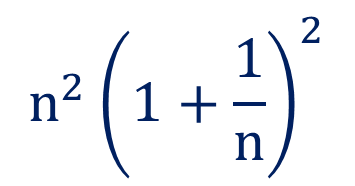 n² (1 + 1/n)²